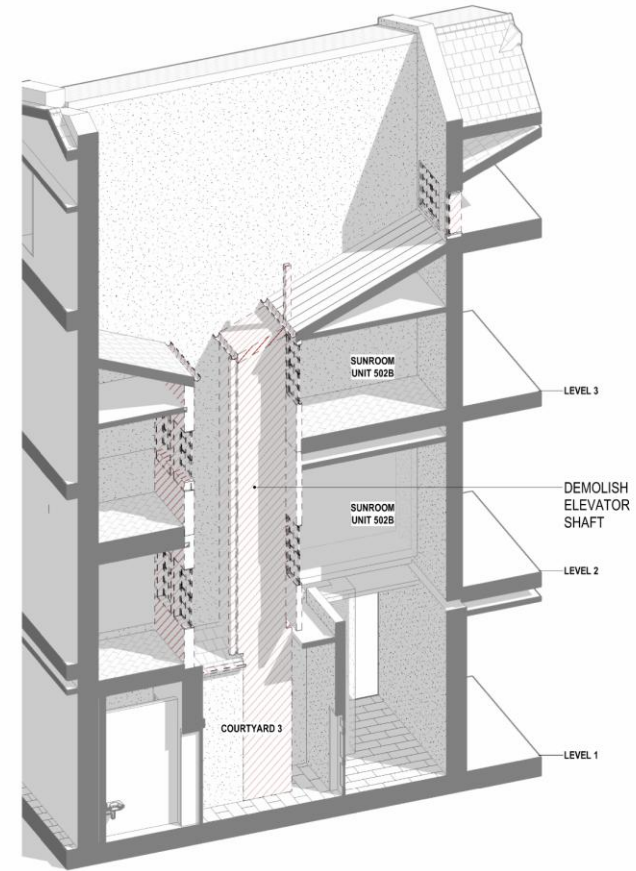 SUNROOM
UNIT 502B
LEVEL 3
DEMOLISH
ELEVATOR
SHAFT
SUNROOM
UNIT 502B
LEVEL 2
COURTYARD 3
LEVEL 1